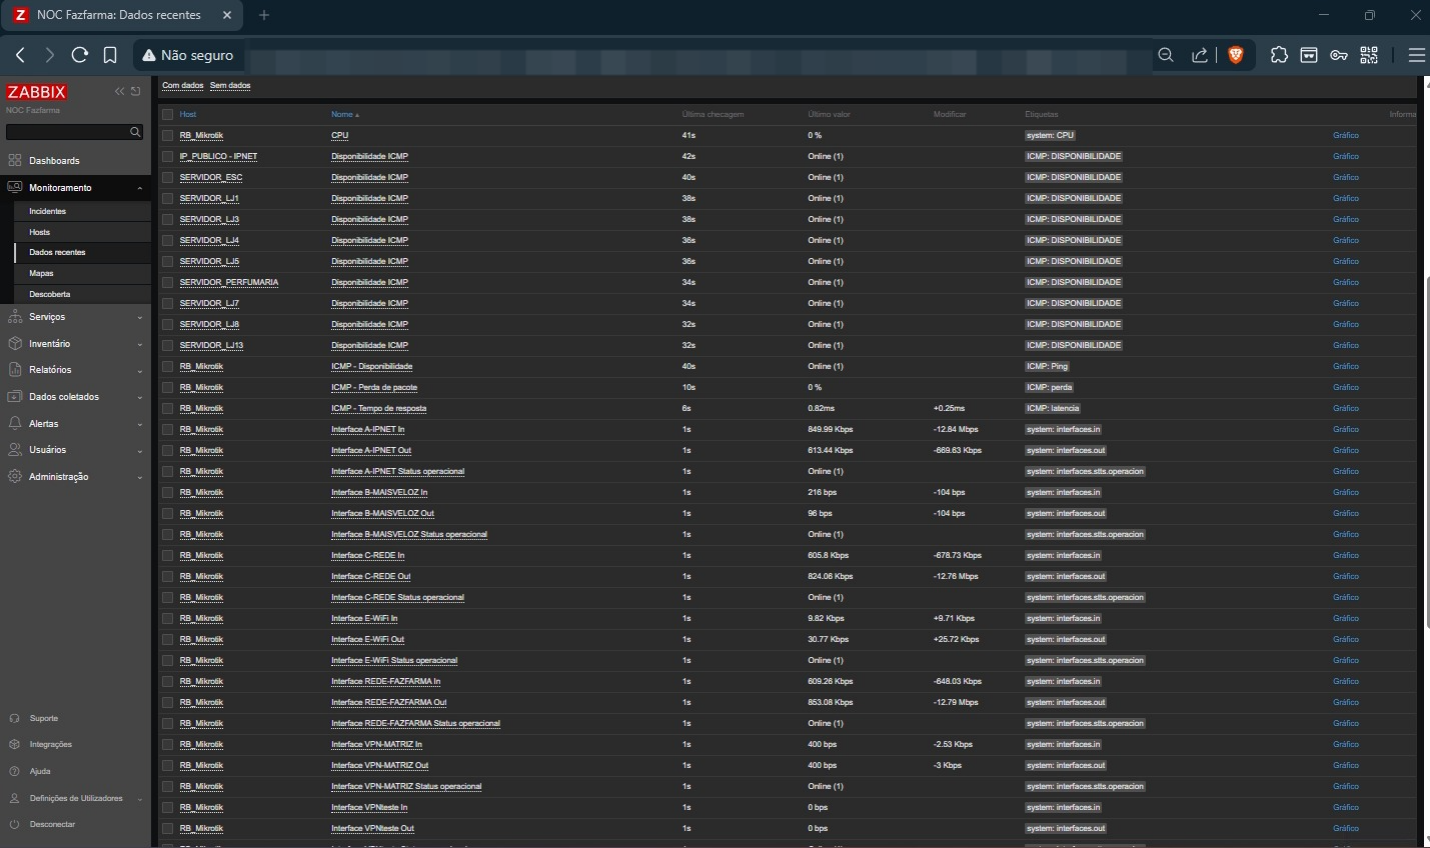 NOC Fazfarma: Dados recentes
Não seguro
ZABBIX
NOC Fazfarma
Dashboards
Monitoramento
Incidentes
Hosts
Dados recentes
Mapas
Descoberta
Serviços
Inventário
Relatórios
Dados coletados
Alertas
Usuários
Administração
Suporte
Integrações
Ajuda
Definições de Utilizadores
Desconectar
Com dados Sem dados
Host Nome Última checagem Último valor Modificar Etiquetas Informa
RB_Mikrotik CPU 41s 0 % system: CPU Gráfico
IP_PUBLICO - IPNET Disponibilidade ICMP 42s Online (1) ICMP: DISPONIBILIDADE Gráfico
SERVIDOR_ESC Disponibilidade ICMP 40s Online (1) ICMP: DISPONIBILIDADE Gráfico
SERVIDOR_LJ1 Disponibilidade ICMP 38s Online (1) ICMP: DISPONIBILIDADE Gráfico
SERVIDOR_LJ3 Disponibilidade ICMP 38s Online (1) ICMP: DISPONIBILIDADE Gráfico
SERVIDOR_LJ4 Disponibilidade ICMP 36s Online (1) ICMP: DISPONIBILIDADE Gráfico
SERVIDOR_LJ5 Disponibilidade ICMP 36s Online (1) ICMP: DISPONIBILIDADE Gráfico
SERVIDOR_PERFUMARIA Disponibilidade ICMP 34s Online (1) ICMP: DISPONIBILIDADE Gráfico
SERVIDOR_LJ7 Disponibilidade ICMP 34s Online (1) ICMP: DISPONIBILIDADE Gráfico
SERVIDOR_LJ8 Disponibilidade ICMP 32s Online (1) ICMP: DISPONIBILIDADE Gráfico
SERVIDOR_LJ13 Disponibilidade ICMP 32s Online (1) ICMP: DISPONIBILIDADE Gráfico
RB_Mikrotik ICMP - Disponibilidade 40s Online (1) ICMP: Ping Gráfico
RB_Mikrotik ICMP - Perda de pacote 10s 0 % ICMP: perda Gráfico
RB_Mikrotik ICMP - Tempo de resposta 6s 0.82ms +0.25ms ICMP: latencia Gráfico
RB_Mikrotik Interface A-IPNET In 1s 849.99 Kbps -12.84 Mbps system: interfaces.in Gráfico
RB_Mikrotik Interface A-IPNET Out 1s 613.44 Kbps -669.63 Kbps system: interfaces.out Gráfico
RB_Mikrotik Interface A-IPNET Status operacional 1s Online (1) system: interfaces.stts.operacion Gráfico
RB_Mikrotik Interface B-MAISVELOZ In 1s 216 bps -104 bps system: interfaces.in Gráfico
RB_Mikrotik Interface B-MAISVELOZ Out 1s 96 bps -104 bps system: interfaces.out Gráfico
RB_Mikrotik Interface B-MAISVELOZ Status operacional 1s Online (1) system: interfaces.stts.operacion Gráfico
RB_Mikrotik Interface C-REDE In 1s 605.8 Kbps -678.73 Kbps system: interfaces.in Gráfico
RB_Mikrotik Interface C-REDE Out 1s 824.06 Kbps -12.76 Mbps system: interfaces.out Gráfico
RB_Mikrotik Interface C-REDE Status operacional 1s Online (1) system: interfaces.stts.operacion Gráfico
RB_Mikrotik Interface E-WiFi In 1s 9.82 Kbps +9.71 Kbps system: interfaces.in Gráfico
RB_Mikrotik Interface E-WiFi Out 1s 30.77 Kbps +25.72 Kbps system: interfaces.out Gráfico
RB_Mikrotik Interface E-WiFi Status operacional 1s Online (1) system: interfaces.stts.operacion Gráfico
RB_Mikrotik Interface REDE-FAZFARMA In 1s 609.26 Kbps -648.03 Kbps system: interfaces.in Gráfico
RB_Mikrotik Interface REDE-FAZFARMA Out 1s 853.08 Kbps -12.79 Mbps system: interfaces.out Gráfico
RB_Mikrotik Interface REDE-FAZFARMA Status operacional 1s Online (1) system: interfaces.stts.operacion Gráfico
RB_Mikrotik Interface VPN-MATRIZ In 1s 400 bps -2.53 Kbps system: interfaces.in Gráfico
RB_Mikrotik Interface VPN-MATRIZ Out 1s 400 bps -3 Kbps system: interfaces.out Gráfico
RB_Mikrotik Interface VPN-MATRIZ Status operacional 1s Online (1) system: interfaces.stts.operacion Gráfico
RB_Mikrotik Interface VPNteste In 1s 0 bps system: interfaces.in Gráfico
RB_Mikrotik Interface VPNteste Out 1s 0 bps system: interfaces.out Gráfico